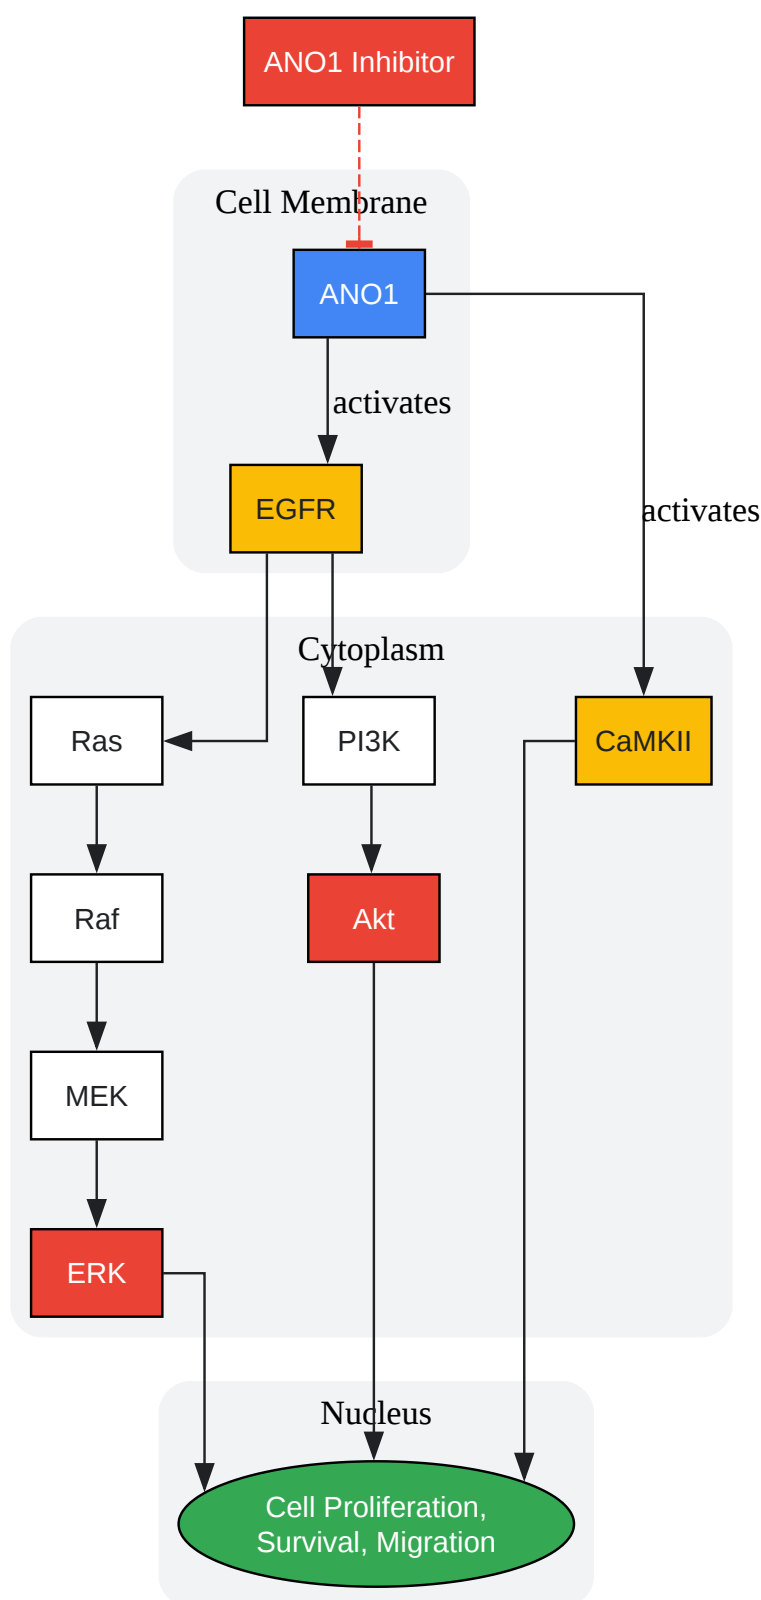 ANO1 Inhibitor
Cell Membrane
ANO1
activates
EGFR
activates
Cytoplasm
Ras
PI3K
CaMKII
Raf
Akt
MEK
ERK
Nucleus
Cell Proliferation,
Survival, Migration